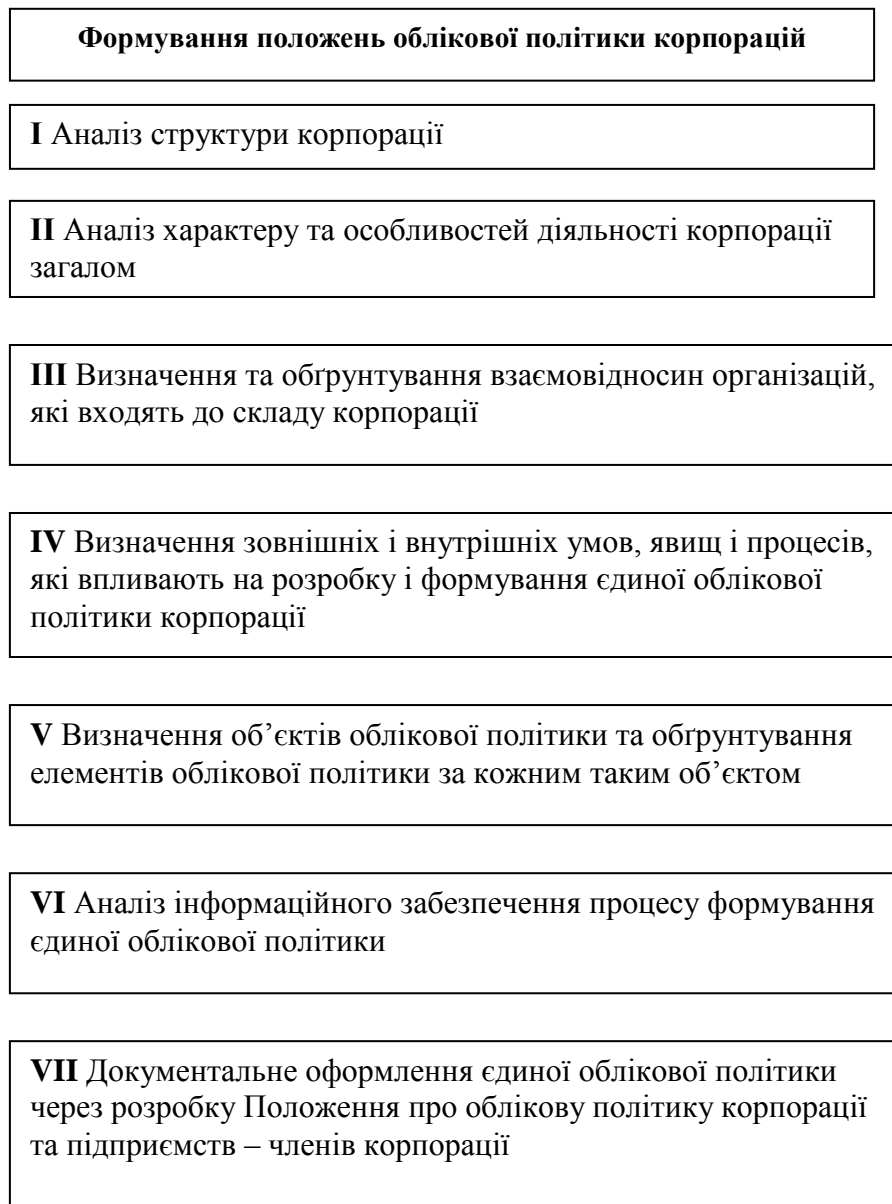 Формування положень облікової політики корпорацій
I Аналіз структури корпорації
II Аналіз характеру та особливостей діяльності корпорації
загалом
III Визначення та обґрунтування взаємовідносин організацій,
які входять до складу корпорації
IV Визначення зовнішніх і внутрішніх умов, явищ і процесів,
які впливають на розробку і формування єдиної облікової
політики корпорації
V Визначення об’єктів облікової політики та обґрунтування
елементів облікової політики за кожним таким об’єктом
VI Аналіз інформаційного забезпечення процесу формування
єдиної облікової політики
VII Документальне оформлення єдиної облікової політики
через розробку Положення про облікову політику корпорації
та підприємств – членів корпорації